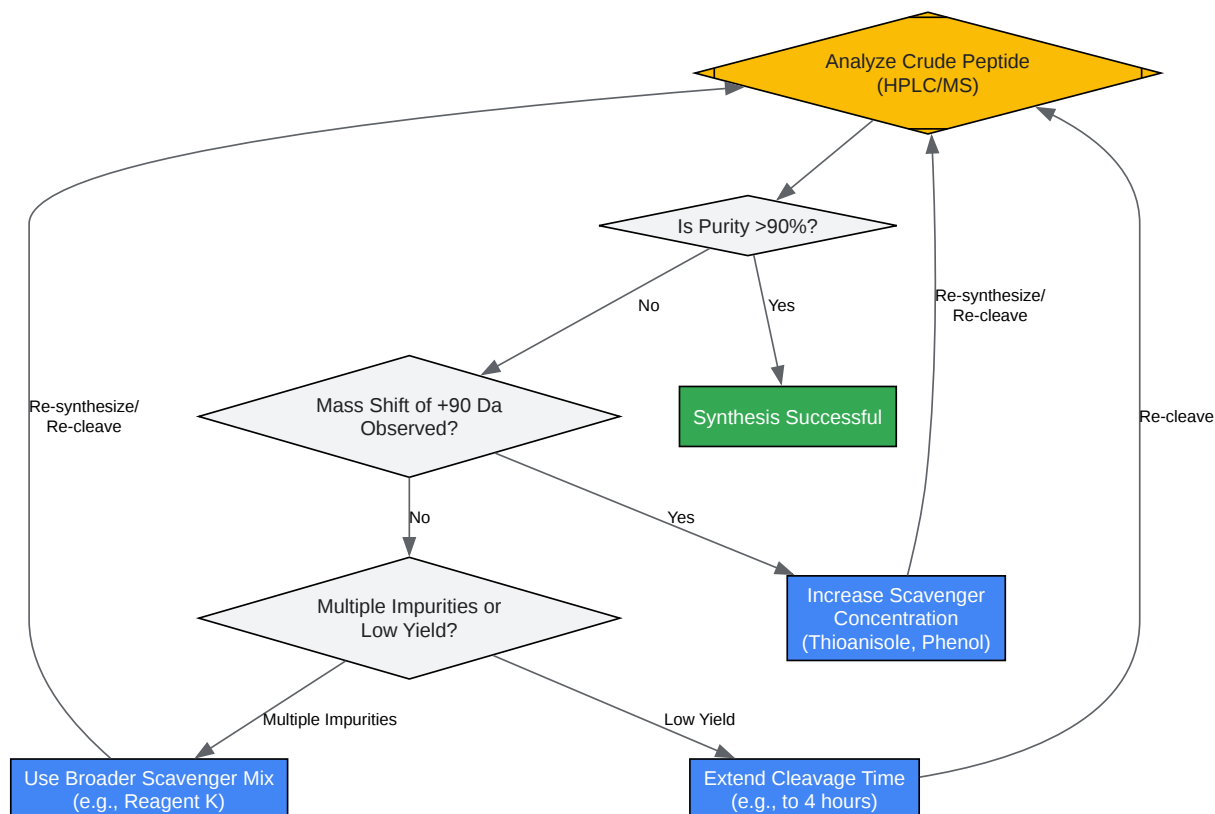 Analyze Crude Peptide
(HPLC/MS)
Is Purity >90%?
No
Yes
Re-synthesize/
Re-cleave
Mass Shift of +90 Da
Observed?
Synthesis Successful
Re-synthesize/
Re-cleave
Re-cleave
No
Yes
Multiple Impurities or
Low Yield?
Increase Scavenger
Concentration
(Thioanisole, Phenol)
Multiple Impurities
Low Yield
Use Broader Scavenger Mix
(e.g., Reagent K)
Extend Cleavage Time
(e.g., to 4 hours)